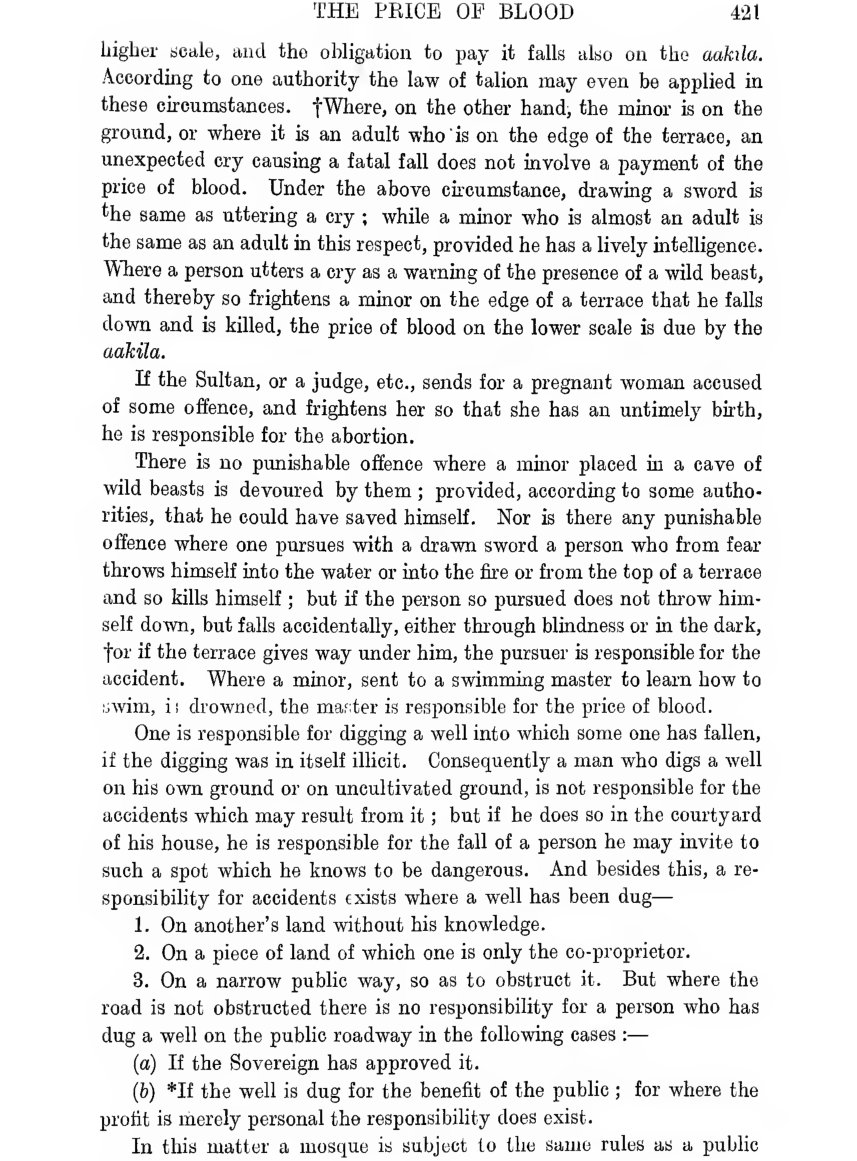 THE PRICE OF BLOOD 421
higher scale, and the obligation to pay it falls also on the aakila.
According to one authority the law of talion may even be applied in
these circumstances. †Where, on the other hand, the minor is on the
ground, or where it is an adult who is on the edge of the terrace, an
unexpected cry causing a fatal fall does not involve a payment of the
price of blood. Under the above circumstance, drawing a sword is
the same as uttering a cry ; while a minor who is almost an adult is
the same as an adult in this respect, provided he has a lively intelligence.
Where a person utters a cry as a warning of the presence of a wild beast,
and thereby so frightens a minor on the edge of a terrace that he falls
down and is killed, the price of blood on the lower scale is due by the
aakila.
If the Sultan, or a judge, etc., sends for a pregnant woman accused
of some offence, and frightens her so that she has an untimely birth,
he is responsible for the abortion.
There is no punishable offence where a minor placed in a cave of
wild beasts is devoured by them ; provided, according to some autho-
rities, that he could have saved himself. Nor is there any punishable
offence where one pursues with a drawn sword a person who from fear
throws himself into the water or into the fire or from the top of a terrace
and so kills himself ; but if the person so pursued does not throw him-
self down, but falls accidentally, either through blindness or in the dark,
†or if the terrace gives way under him, the pursuer is responsible for the
accident. Where a minor, sent to a swimming master to learn how to
swim, is drowned, the master is responsible for the price of blood.
One is responsible for digging a well into which some one has fallen,
if the digging was in itself illicit. Consequently a man who digs a well
on his own ground or on uncultivated ground, is not responsible for the
accidents which may result from it ; but if he does so in the courtyard
of his house, he is responsible for the fall of a person he may invite to
such a spot which he knows to be dangerous. And besides this, a re-
sponsibility for accidents exists where a well has been dug—
1. On another's land without his knowledge.
2. On a piece of land of which one is only the co-proprietor.
3. On a narrow public way, so as to obstruct it. But where the
road is not obstructed there is no responsibility for a person who has
dug a well on the public roadway in the following cases :—
(a) If the Sovereign has approved it.
(b) *If the well is dug for the benefit of the public ; for where the
profit is merely personal the responsibility does exist.
In this matter a mosque is subject to the same rules as a public